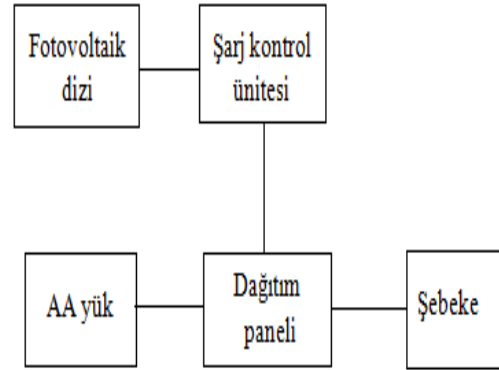 Fotovoltaik
dizi
Şarj kontrol
ünitesi
AA yük
Dağıtım
paneli
Şebeke